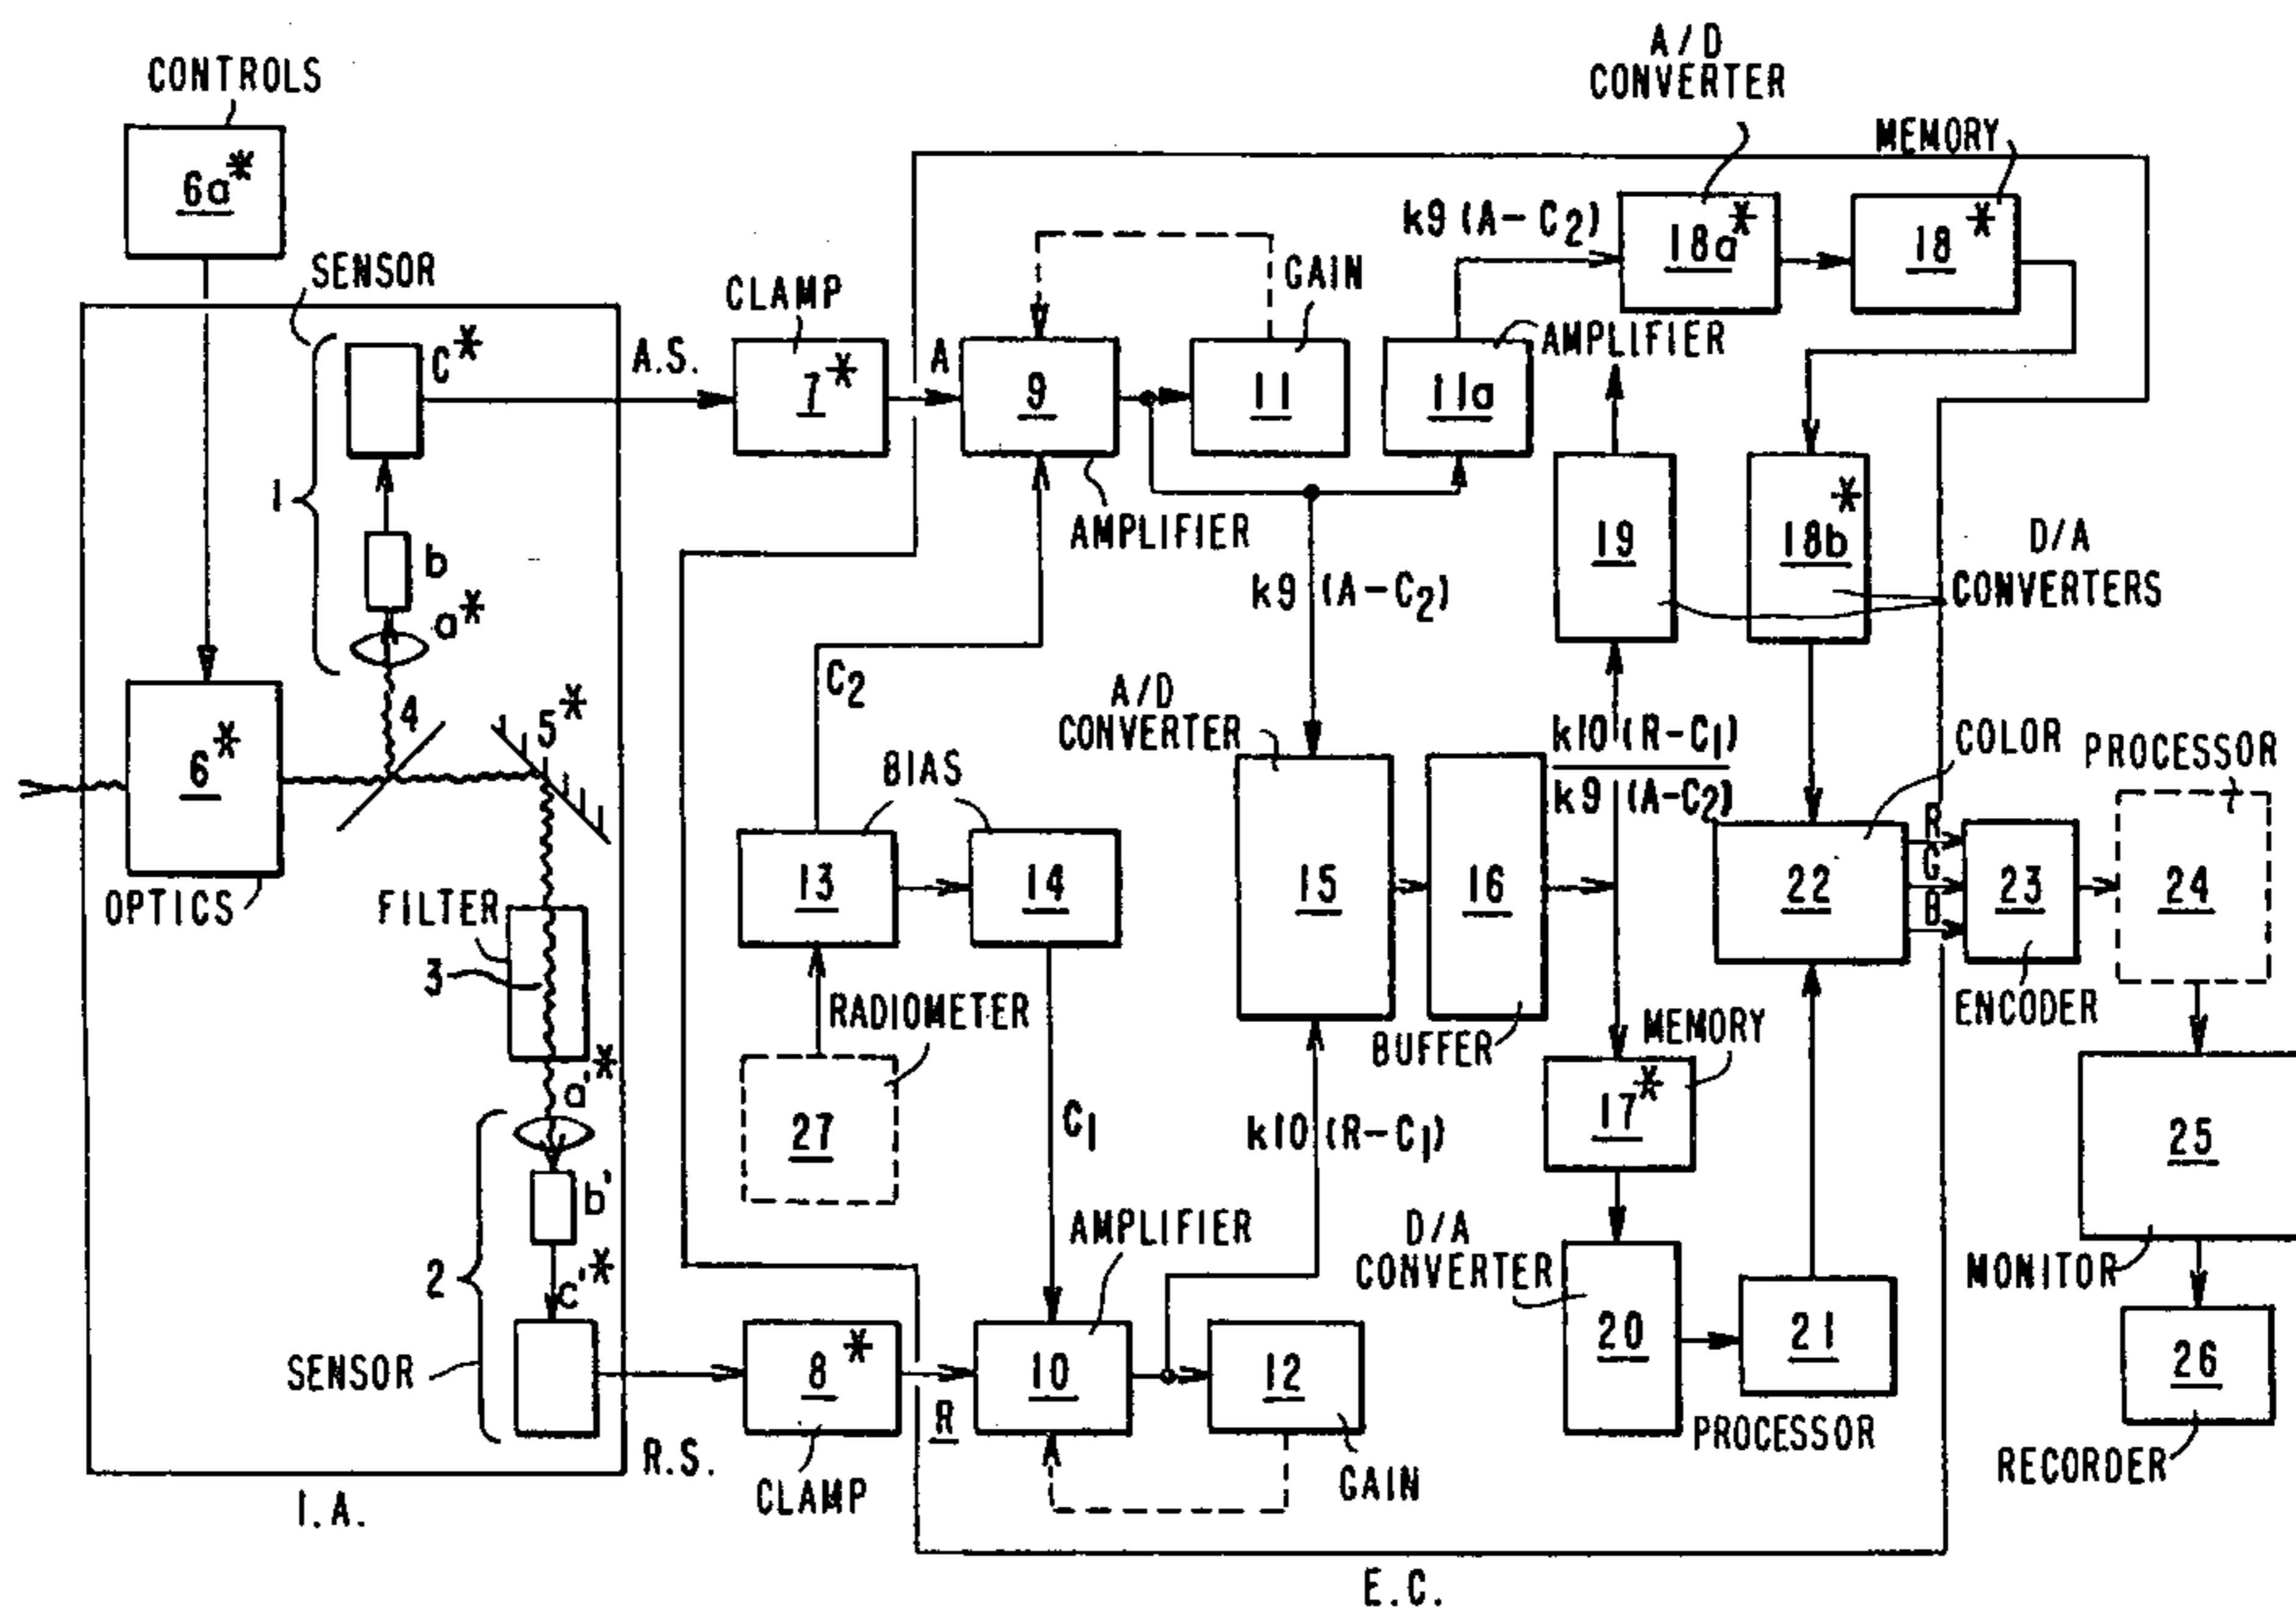 A/D
CONVERTER
CONTROLS
MEMORY
6a*
k9 (A-C2)
18a*
18*
SENSOR
CLAMP
GAIN
AMPLIFIER
C*
A.S.
7*
A
9
11
11a
1
b
a*
AMPLIFIER
19
18b*
D/A
CONVERTERS
k9 (A-C2)
C2
4
5*
6*
A/D
CONVERTER
k10 (R-C1)
k9 (A-C2)
COLOR
PROCESSOR
BIAS
R
G
B
13
14
15
16
22
23
24
OPTICS
FILTER
3
RADIOMETER
BUFFER
MEMORY
ENCODER
a'*
27
C1
k10 (R-C1)
17*
25
b'
2
c'*
AMPLIFIER
D/A
CONVERTER
MONITOR
SENSOR
8*
R
10
12
20
21
26
R.S.
CLAMP
GAIN
PROCESSOR
RECORDER
I.A.
E.C.